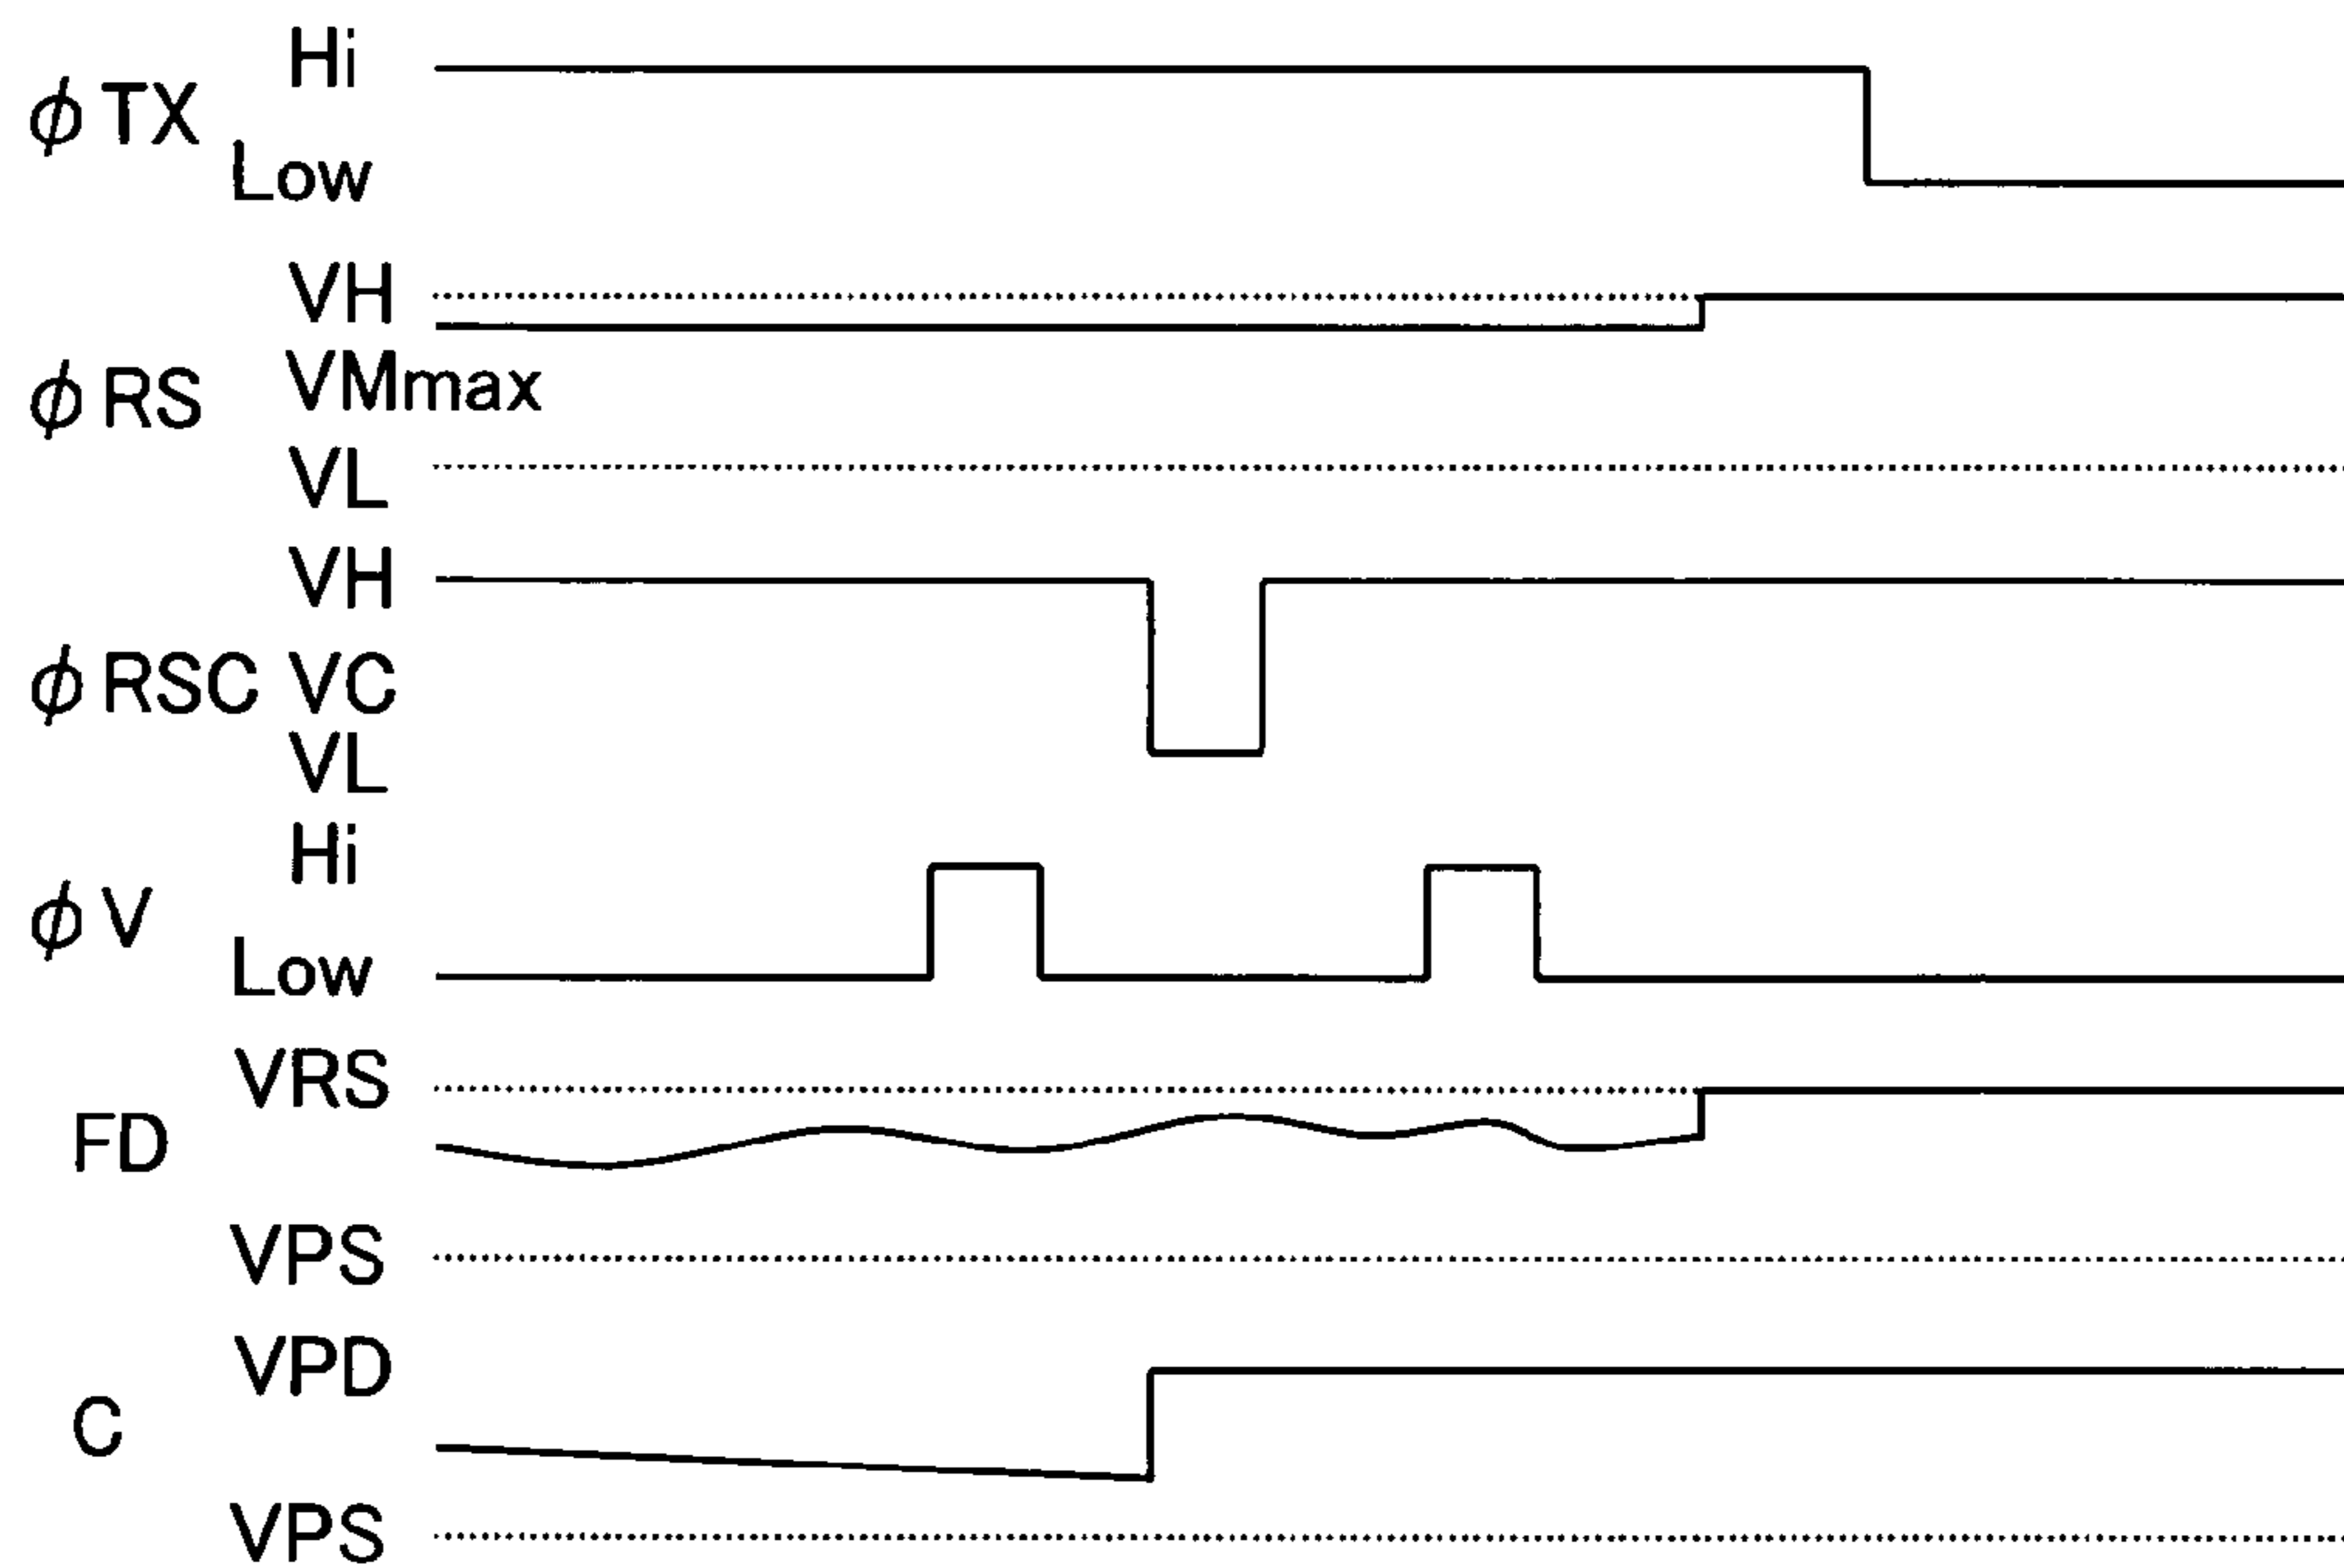 Hi
φTX
Low
VH
φRS VMmax
VL
VH
φRSC VC
VL
Hi
φV
Low
VRS
FD
VPS
VPD
C
VPS